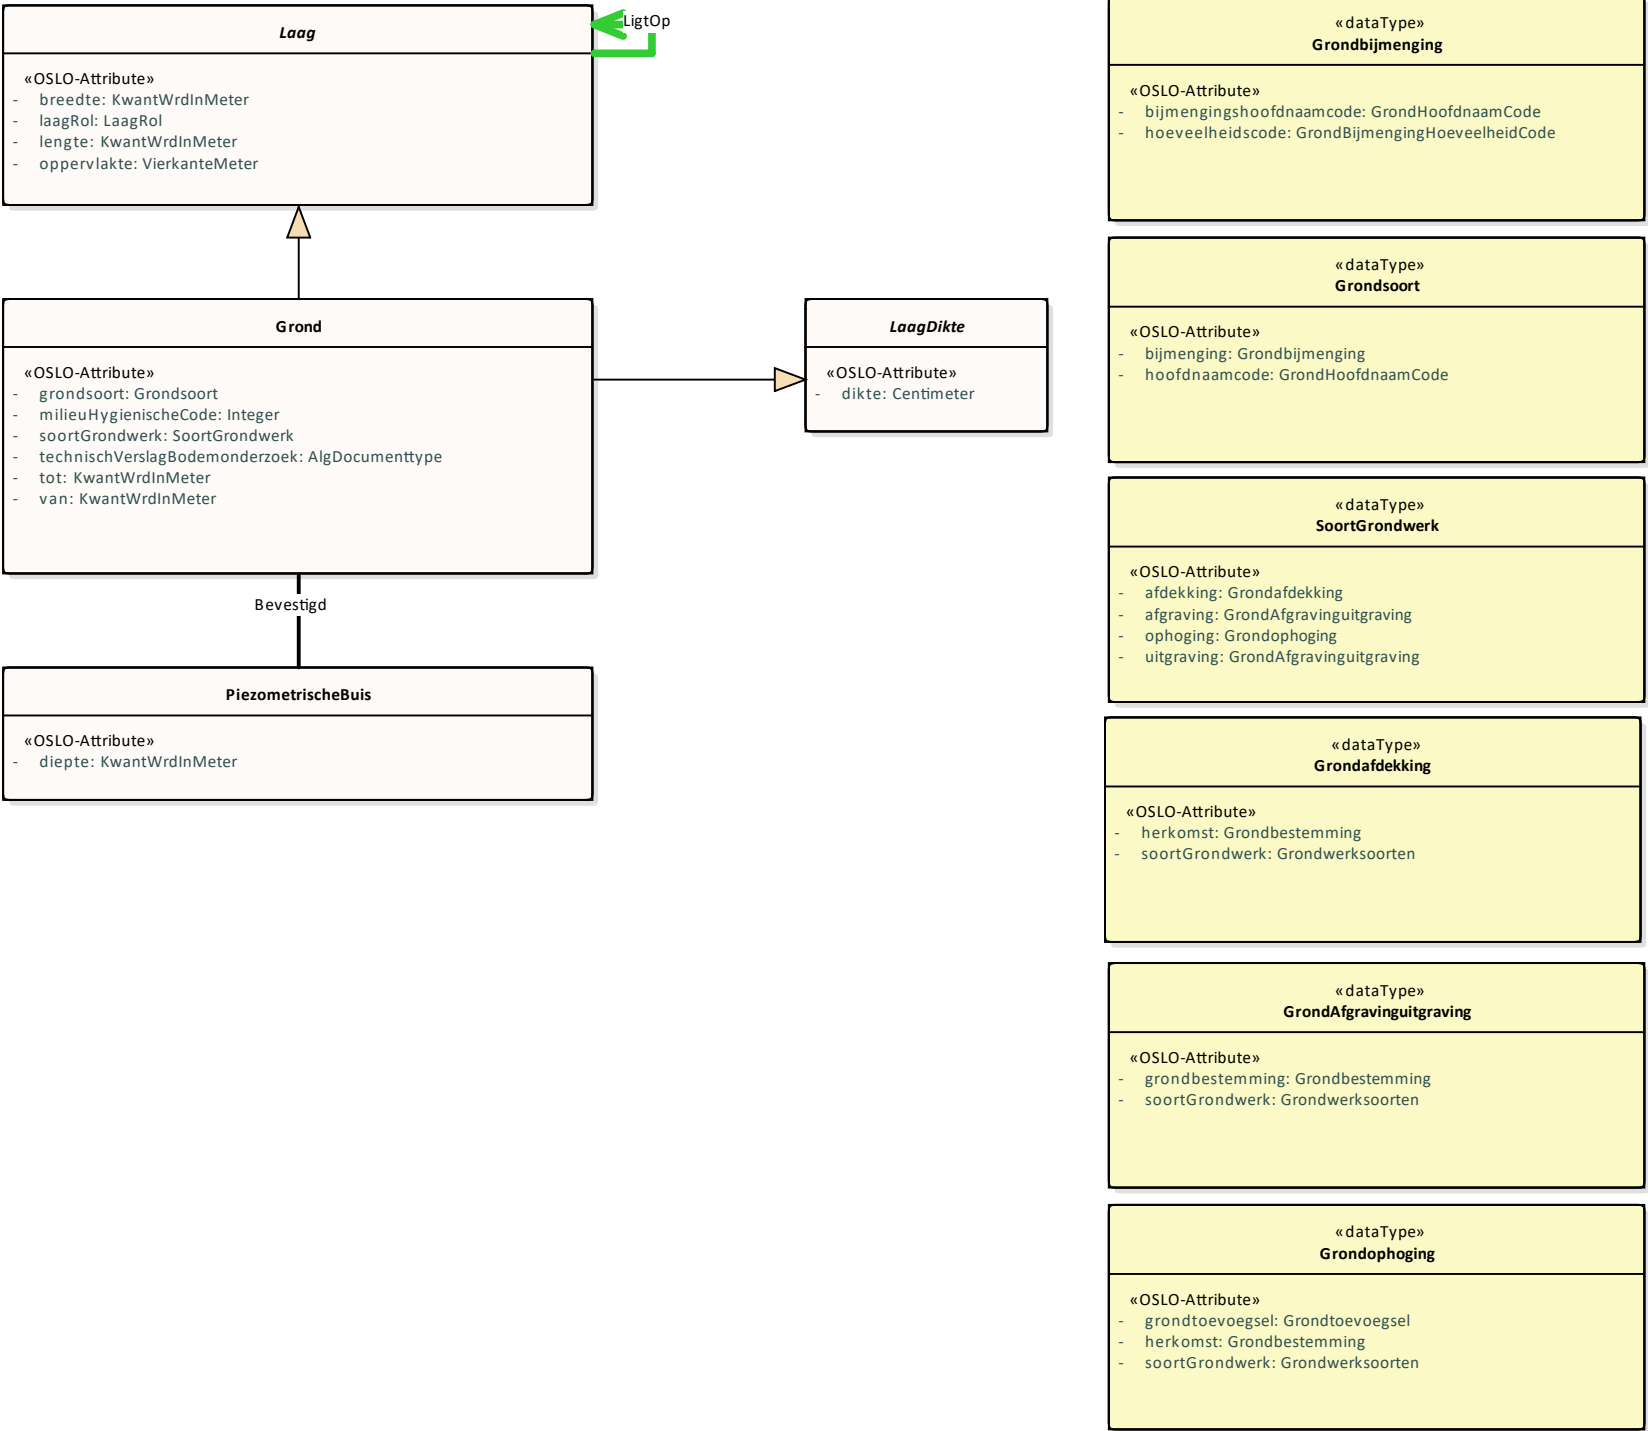 Laag
LigtOp
«OSLO-Attribute»
- breedte: KwantWrdInMeter
- laagRol: LaagRol
- lengte: KwantWrdInMeter
- oppervlakte: VierkanteMeter
Grond
«OSLO-Attribute»
- grondsoort: Grondsoort
- milieuHygienischeCode: Integer
- soortGrondwerk: SoortGrondwerk
- technischVerslagBodemonderzoek: AlgDocumenttype
- tot: KwantWrdInMeter
- van: KwantWrdInMeter
LaagDikte
«OSLO-Attribute»
- dikte: Centimeter
Bevestigd
PiezometrischeBuis
«OSLO-Attribute»
- diepte: KwantWrdInMeter
«dataType»
Grondbijmenging
«OSLO-Attribute»
- bijmengingshoofdnaamcode: GrondHoofdnaamCode
- hoeveelheidscode: GrondBijmengingHoeveelheidCode
«dataType»
Grondsoort
«OSLO-Attribute»
- bijmenging: Grondbijmenging
- hoofdnaamcode: GrondHoofdnaamCode
«dataType»
SoortGrondwerk
«OSLO-Attribute»
- afdekking: Grondafdekking
- afgraving: GrondAfgravinguitgraving
- ophoging: Grondophoging
- uitgraving: GrondAfgravinguitgraving
«dataType»
Grondafdekking
«OSLO-Attribute»
- herkomst: Grondbestemming
- soortGrondwerk: Grondwerksoorten
«dataType»
GrondAfgravinguitgraving
«OSLO-Attribute»
- grondbestemming: Grondbestemming
- soortGrondwerk: Grondwerksoorten
«dataType»
Grondophoging
«OSLO-Attribute»
- grondtoevoegsel: Grondtoevoegsel
- herkomst: Grondbestemming
- soortGrondwerk: Grondwerksoorten